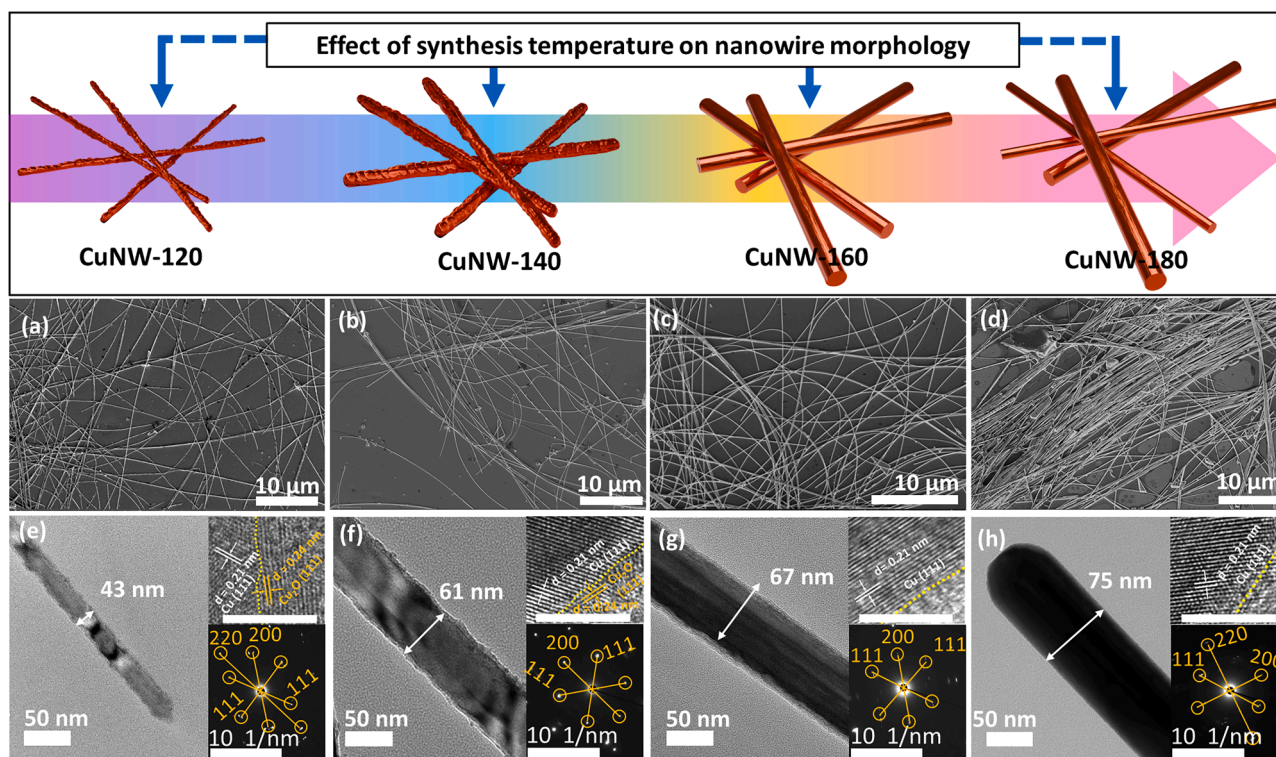 Effect of synthesis temperature on nanowire morphology
CuNW-120
CuNW-140
CuNW-160
CuNW-180
(a)
10 μm
(b)
10 μm
(c)
10 μm
(d)
10 μm
(e)
43 nm
50 nm
d= 0.21 nm
Cu (111)
d= 0.24 nm
Cu₂O (111)
220
200
111
111
10 1/nm
(f)
61 nm
50 nm
d= 0.21 nm
Cu (111)
Cu₂O
(111)
d= 0.24 nm
200
111
111
10 1/nm
(g)
67 nm
50 nm
d= 0.21 nm
Cu (111)
200
111
111
10 1/nm
(h)
75 nm
50 nm
d= 0.21 nm
Cu (111)
220
111
200
10 1/nm